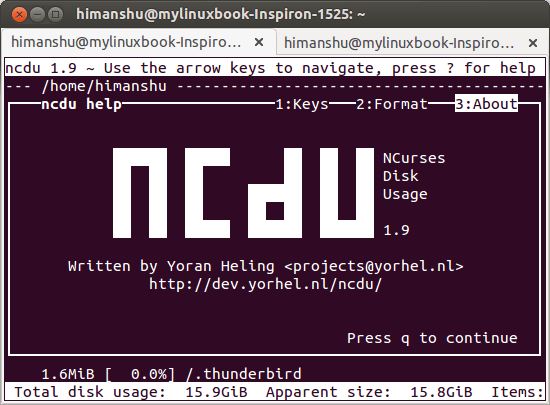 himanshu@mylinuxbook-Inspiron-1525: ~
himanshu@mylinuxbook-Inspiro... × himanshu@mylinuxbook-Inspiro... ×
ncdu 1.9 ~ Use the arrow keys to navigate, press ? for help
--- /home/himanshu -----------------------------------------
ncdu help 1:Keys 2:Format 3:About
ncdu
NCurses
Disk
Usage
1.9
Written by Yoran Heling <projects@yorhel.nl>
http://dev.yorhel.nl/ncdu/
Press q to continue
1.6MiB [  0.0%] /.thunderbird
Total disk usage:  15.9GiB  Apparent size:  15.8GiB  Items: